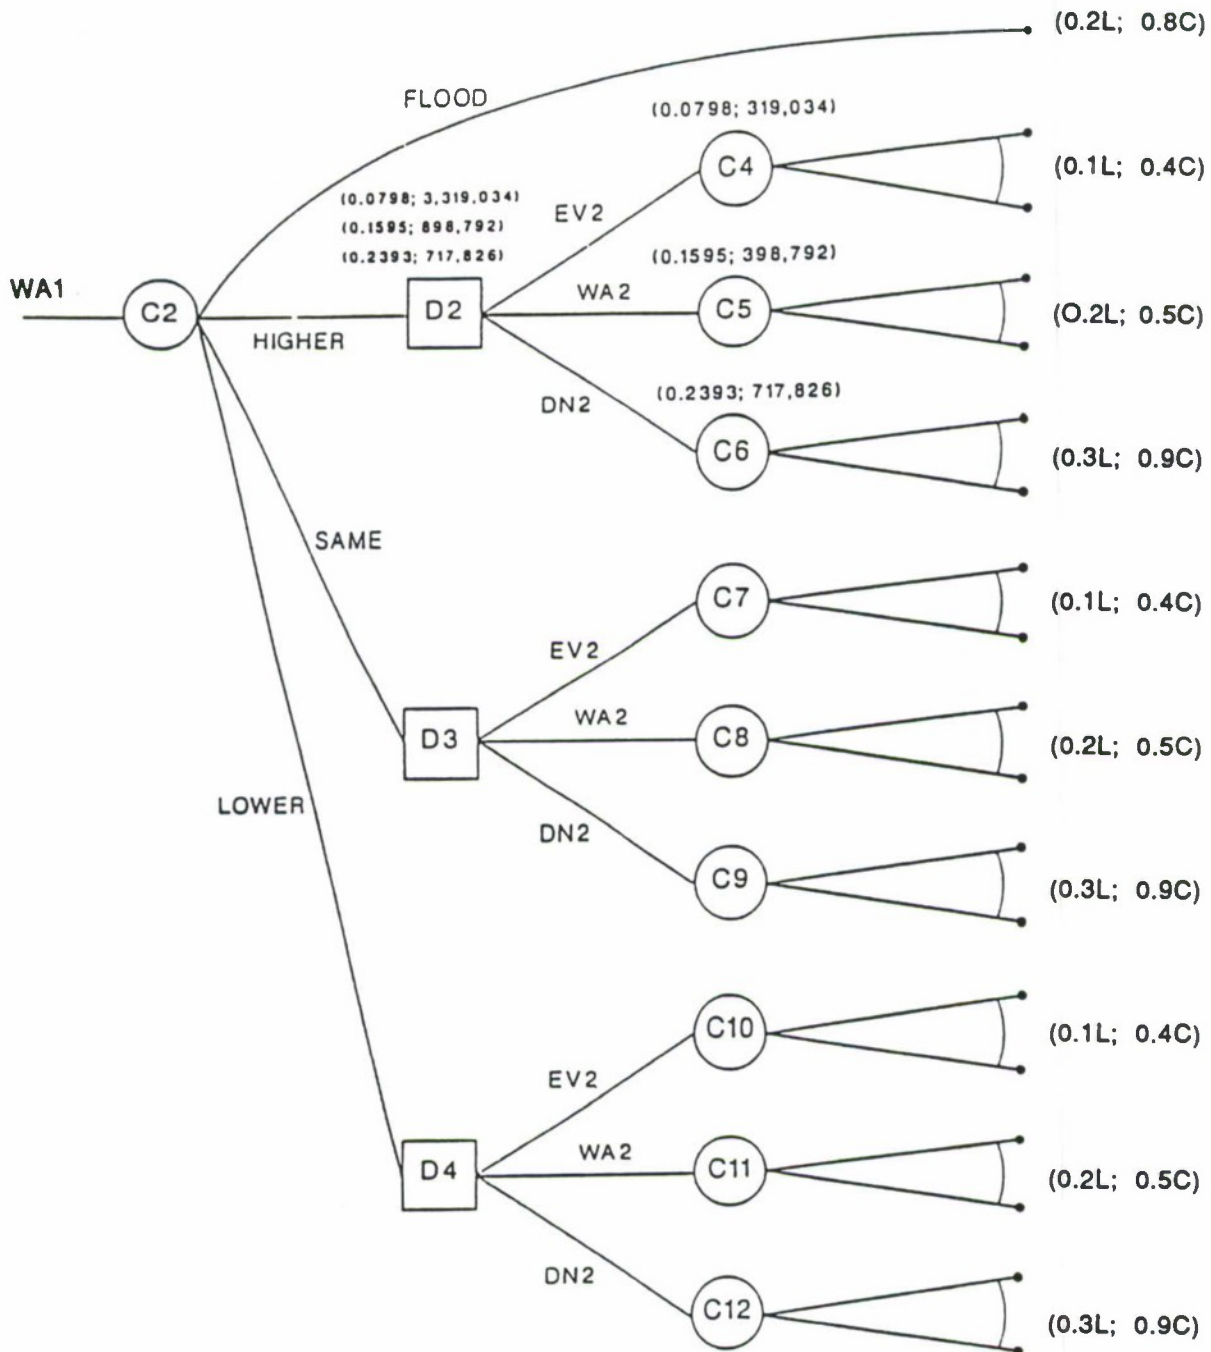 (0.2L; 0.8C)
FLOOD
(0.0798; 319,034)
C4
(0.1L; 0.4C)
(0.0798; 3,319,034)
(0.1595; 898,792)
(0.2393; 717,826)
EV2
(0.1595; 398,792)
WA1
C2
HIGHER
D2
WA2
C5
(O.2L; 0.5C)
DN2
(0.2393; 717,826)
C6
(0.3L; 0.9C)
SAME
EV2
C7
(0.1L; 0.4C)
D3
WA2
C8
(0.2L; 0.5C)
LOWER
DN2
C9
(0.3L; 0.9C)
EV2
C10
(0.1L; 0.4C)
D4
WA2
C11
(0.2L; 0.5C)
DN2
C12
(0.3L; 0.9C)